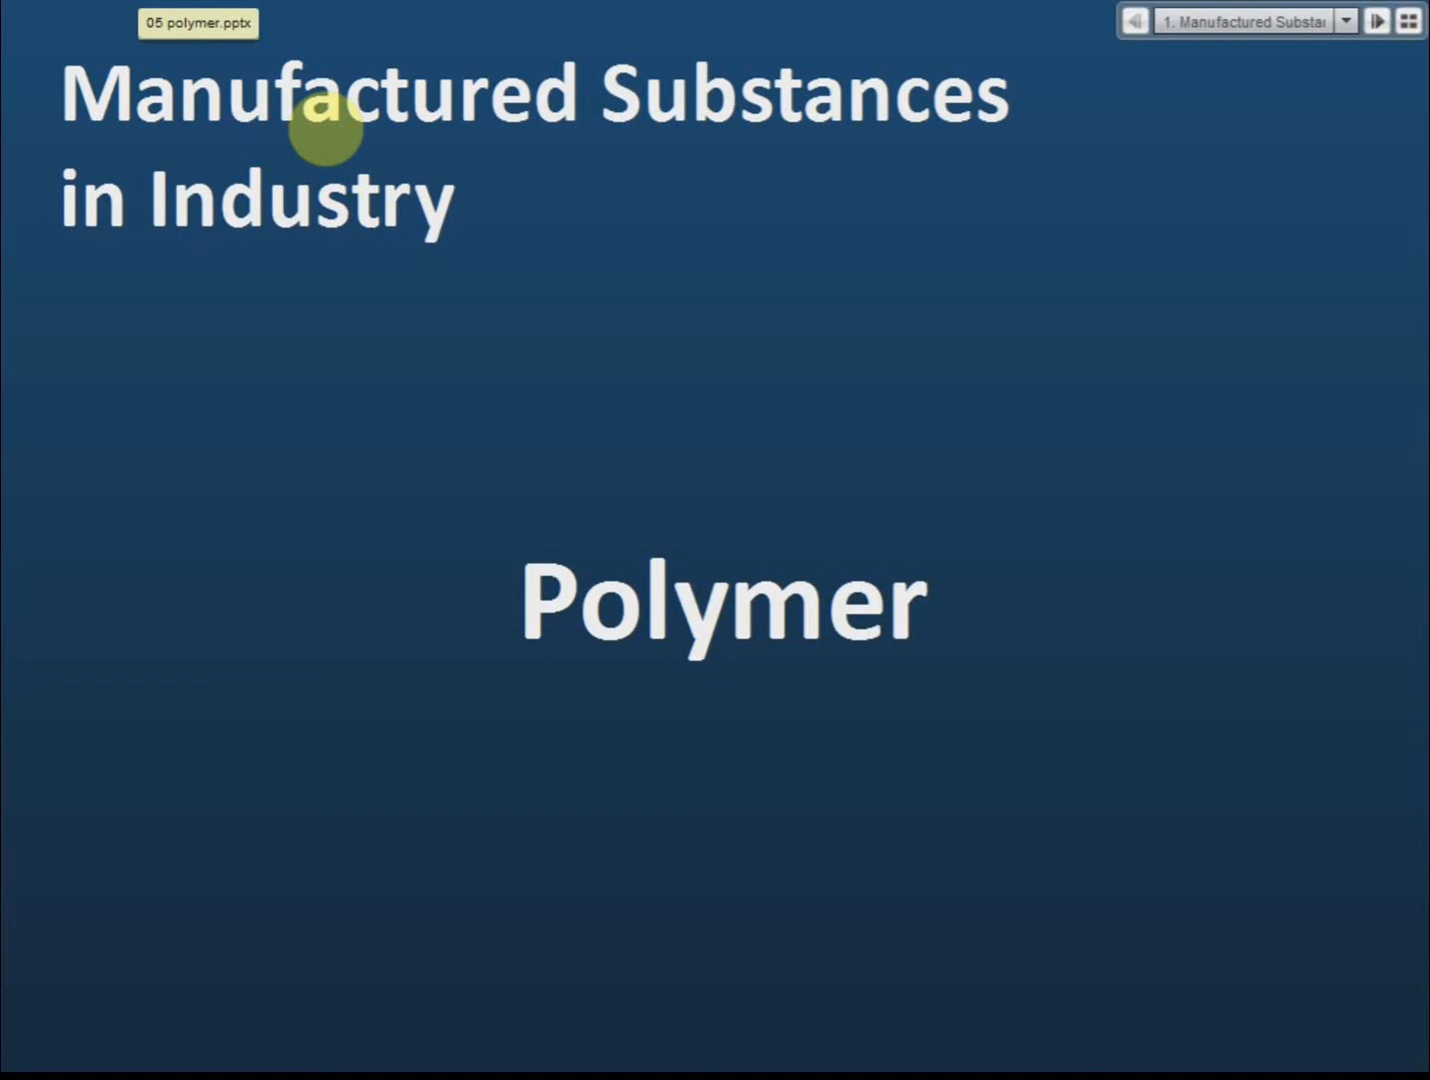 05 polymer.pptx
1. Manufactured Substa
Manufactured Substances
in Industry
Polymer